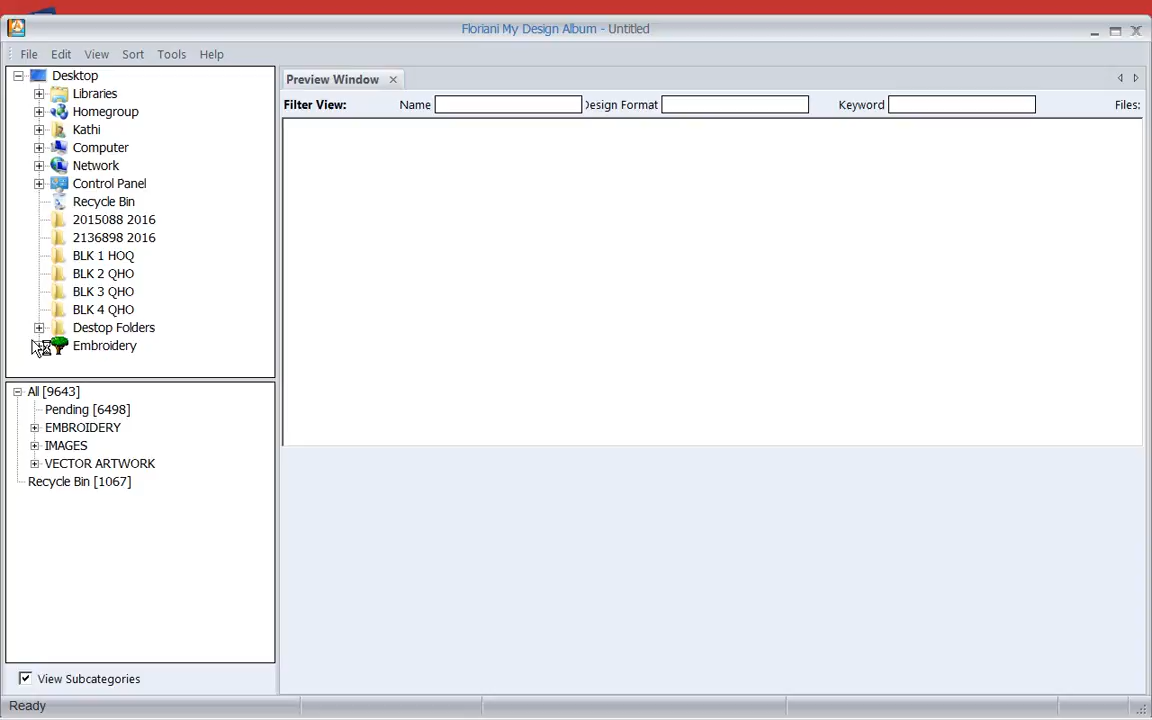 Floriani My Design Album - Untitled
File Edit View Sort Tools Help
Desktop
Libraries
Homegroup
Kathi
Computer
Network
Control Panel
Recycle Bin
2015088 2016
2136898 2016
BLK 1 HOQ
BLK 2 QHO
BLK 3 QHO
BLK 4 QHO
Destop Folders
Embroidery
All [9643]
Pending [6498]
EMBROIDERY
IMAGES
VECTOR ARTWORK
Recycle Bin [1067]
View Subcategories
Preview Window
Filter View: Name Design Format Keyword Files:
Ready